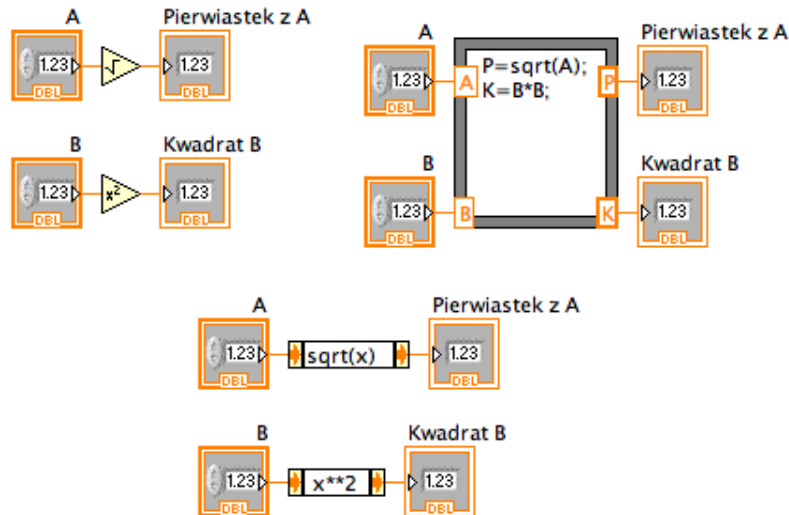 A
Pierwiastek z A
1.23
DBL
√
1.23
DBL
B
Kwadrat B
1.23
DBL
x²
1.23
DBL
A
Pierwiastek z A
1.23
DBL
A
P=sqrt(A);
K=B*B;
P
1.23
DBL
B
Kwadrat B
1.23
DBL
B
K
1.23
DBL
A
Pierwiastek z A
1.23
DBL
sqrt(x)
1.23
DBL
B
Kwadrat B
1.23
DBL
x**2
1.23
DBL